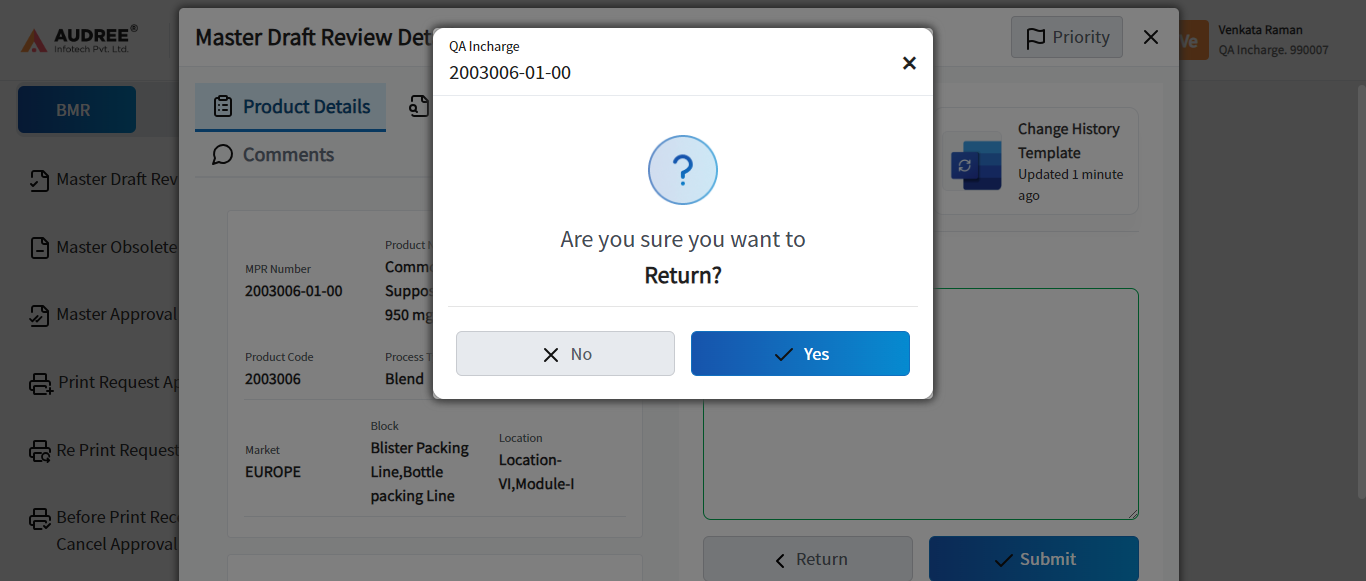 AUDREE®
Infotech Pvt. Ltd.
Master Draft Review Det
QA Incharge
2003006-01-00
Priority
Ve
Venkata Raman
QA Incharge. 990007
BMR
Product Details
Comments
Change History
Template
Updated 1 minute
ago
Master Draft Rev
Master Obsolete
Master Approval
Print Request Ap
Re Print Request
Before Print Rec
Cancel Approval
MPR Number
2003006-01-00
Product
Comm
Suppos
950 mg
Product Code
2003006
Process T
Blend
Market
EUROPE
Block
Blister Packing
Line,Bottle
packing Line
Location
Location-
VI,Module-I
?
Are you sure you want to
Return?
No
Yes
Return
Submit